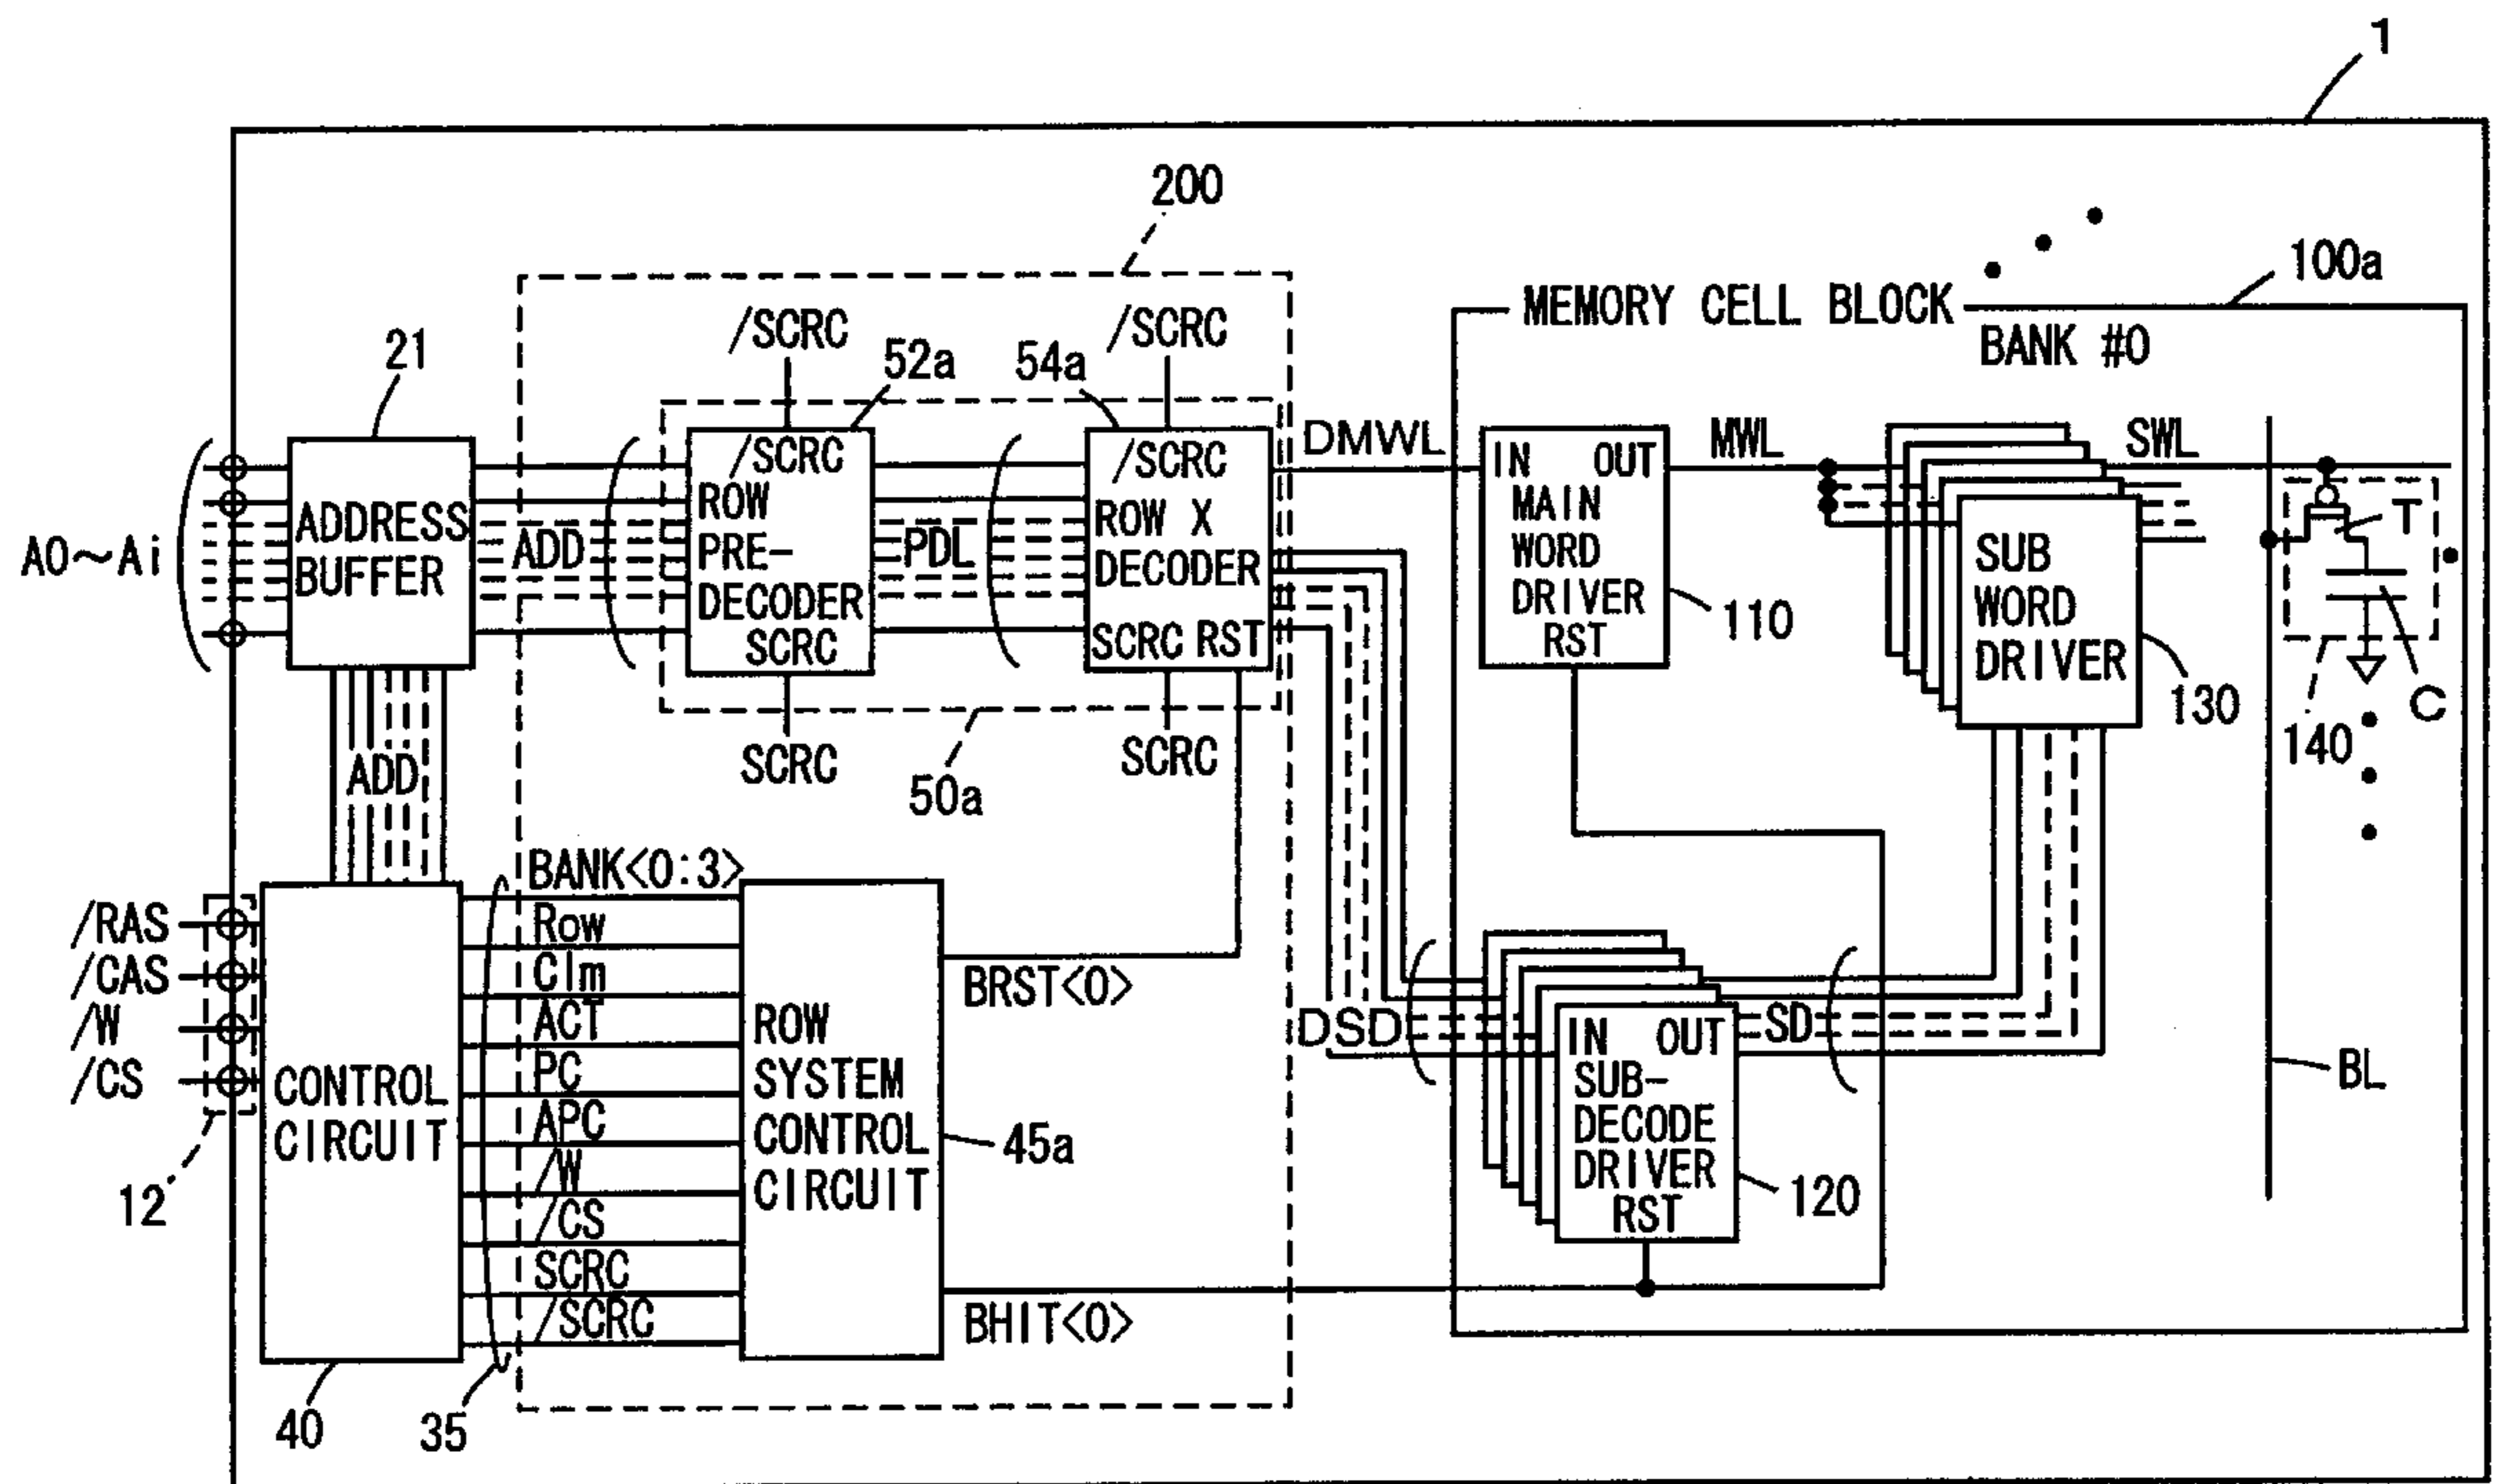 1
200
100a
MEMORY CELL BLOCK
BANK #0
/SCRC
/SCRC
21
52a
54a
A0~Ai
ADDRESS
BUFFER
ADD
/SCRC
ROW
PRE-
DECODER
SCRC
PDL
/SCRC
ROW X
DECODER
SCRC RST
DMWL
IN OUT
MAIN
WORD
DRIVER
RST
110
MWL
SWL
SUB
WORD
DRIVER
130
T
C
140
ADD
SCRC
SCRC
50a
/RAS
/CAS
/W
/CS
12
CONTROL
CIRCUIT
40
BANK<0:3>
Row
Clm
ACT
PC
APC
/W
/CS
SCRC
/SCRC
35
ROW
SYSTEM
CONTROL
CIRCUIT
45a
BRST<0>
BHIT<0>
DSD
IN OUT
SUB-
DECODE
DRIVER
RST
120
SD
BL